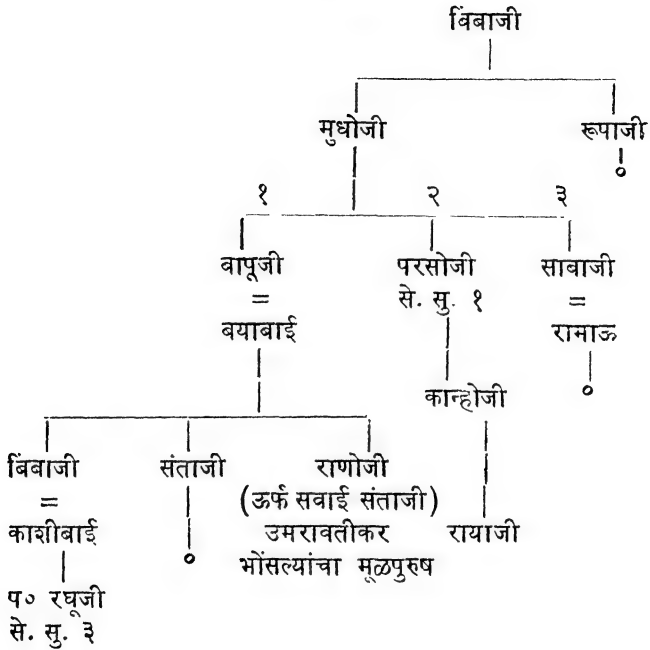 बिंबाजी
मुधोजी रूपाजी
१ २ ३
वापूजी परसोजी साबाजी
= से. सु. १ =
बयाबाई रामाऊ
कान्होजी
बिंबाजी संताजी राणोजी
= (ऊर्फ सवाई संताजी)
काशीबाई उमरावतीकर रायाजी
भोंसल्यांचा मूळपुरुष
प० रघूजी
से. सु. ३